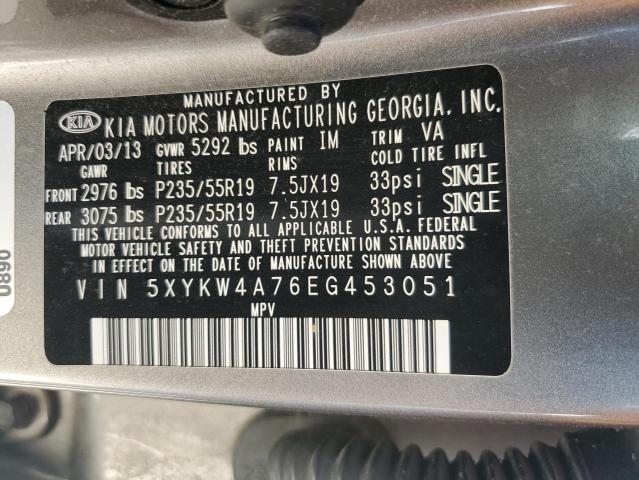 MANUFACTURED BY
KIA KIA MOTORS MANUFACTURING GEORGIA, INC.
APR/03/13 GVWR 5292 lbs PAINT IM TRIM VA
GAWR TIRES RIMS COLD TIRE INFL
FRONT 2976 lbs P235/55R19 7.5JX19 33psi SINGLE
REAR 3075 lbs P235/55R19 7.5JX19 33psi SINGLE
THIS VEHICLE CONFORMS TO ALL APPLICABLE U.S.A. FEDERAL
MOTOR VEHICLE SAFETY AND THEFT PREVENTION STANDARDS
IN EFFECT ON THE DATE OF MANUFACTURE SHOWN ABOVE
VIN 5XYKW4A76EG453051
MPV
0890